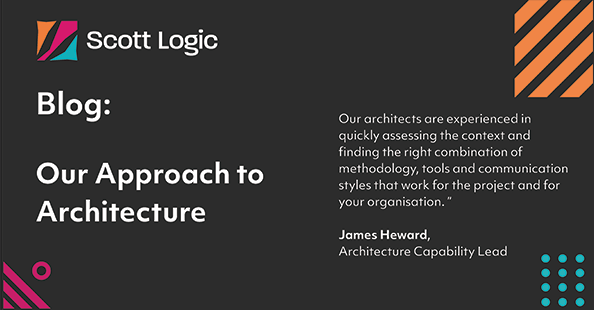 Scott Logic
Blog:
Our Approach to
Architecture
Our architects are experienced in
quickly assessing the context and
finding the right combination of
methodology, tools and communication
styles that work for the project and for
your organisation. ”
James Heward,
Architecture Capability Lead